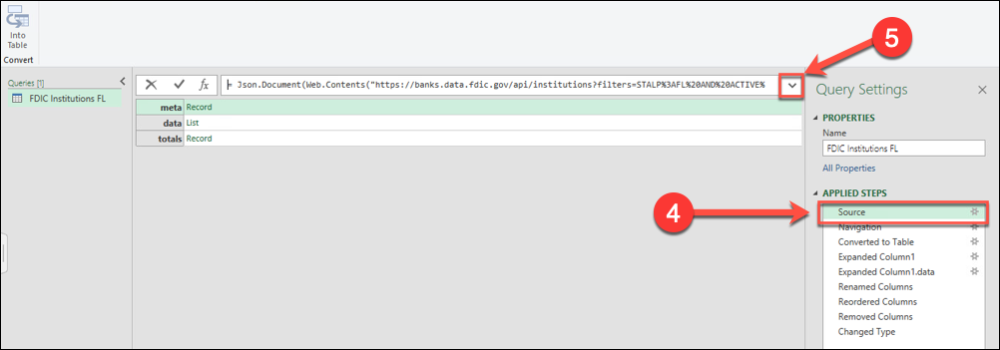 Into
Table
Convert
5
Queries [1]
FDIC Institutions FL
fx
= Json.Document(Web.Contents("https://banks.data.fdic.gov/api/institutions?filters=STALP%3AFL%20AND%20ACTIVE%
meta Record
data List
totals Record
Query Settings
PROPERTIES
Name
FDIC Institutions FL
All Properties
APPLIED STEPS
4
Source
Navigation
Converted to Table
Expanded Column1
Expanded Column1.data
Renamed Columns
Reordered Columns
Removed Columns
Changed Type